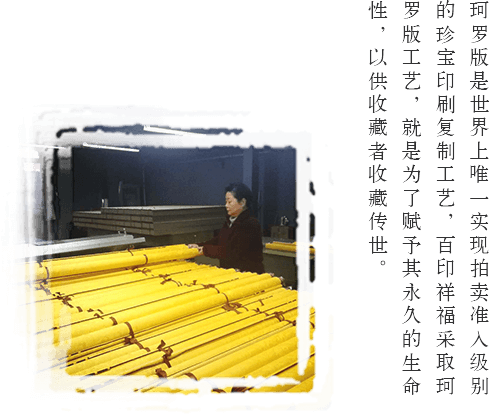 珂罗版是世界上唯一实现拍卖准入级别
的珍宝印刷复制工艺，百印祥福采取珂
罗版工艺，就是为了赋予其永久的生命
性，以供收藏者收藏传世。